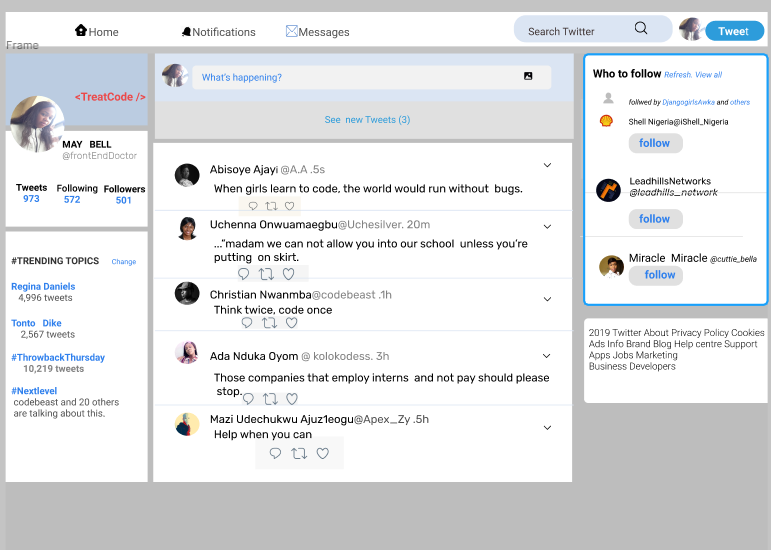 Home
Notifications
Messages
Search Twitter
Tweet
Frame
<TreatCode />
MAY BELL
@frontEndDoctor
Tweets Following Followers
973 572 501
#TRENDING TOPICS Change
Regina Daniels
4,996 tweets
Tonto Dike
2,567 tweets
#ThrowbackThursday
10,219 tweets
#Nextlevel
codebeast and 20 others
are talking about this.
What's happening?
See new Tweets (3)
Abisoye Ajayi @A.A .5s
When girls learn to code, the world would run without bugs.
Uchenna Onwuamaegbu@Uchesilver. 20m
..."madam we can not allow you into our school unless you're
putting on skirt.
Christian Nwanmba@codebeast .1h
Think twice, code once
Ada Nduka Oyom @ kolokodess. 3h
Those companies that employ interns and not pay should please
stop.
Mazi Udechukwu Ajuz1eogu@Apex_Zy .5h
Help when you can
Who to follow Refresh. View all
follwed by DjangogirlsAwka and others
Shell Nigeria@iShell_Nigeria
follow
LeadhillsNetworks
@leadhills_network
follow
Miracle Miracle @cuttie_bella
follow
2019 Twitter About Privacy Policy Cookies
Ads Info Brand Blog Help centre Support
Apps Jobs Marketing
Business Developers